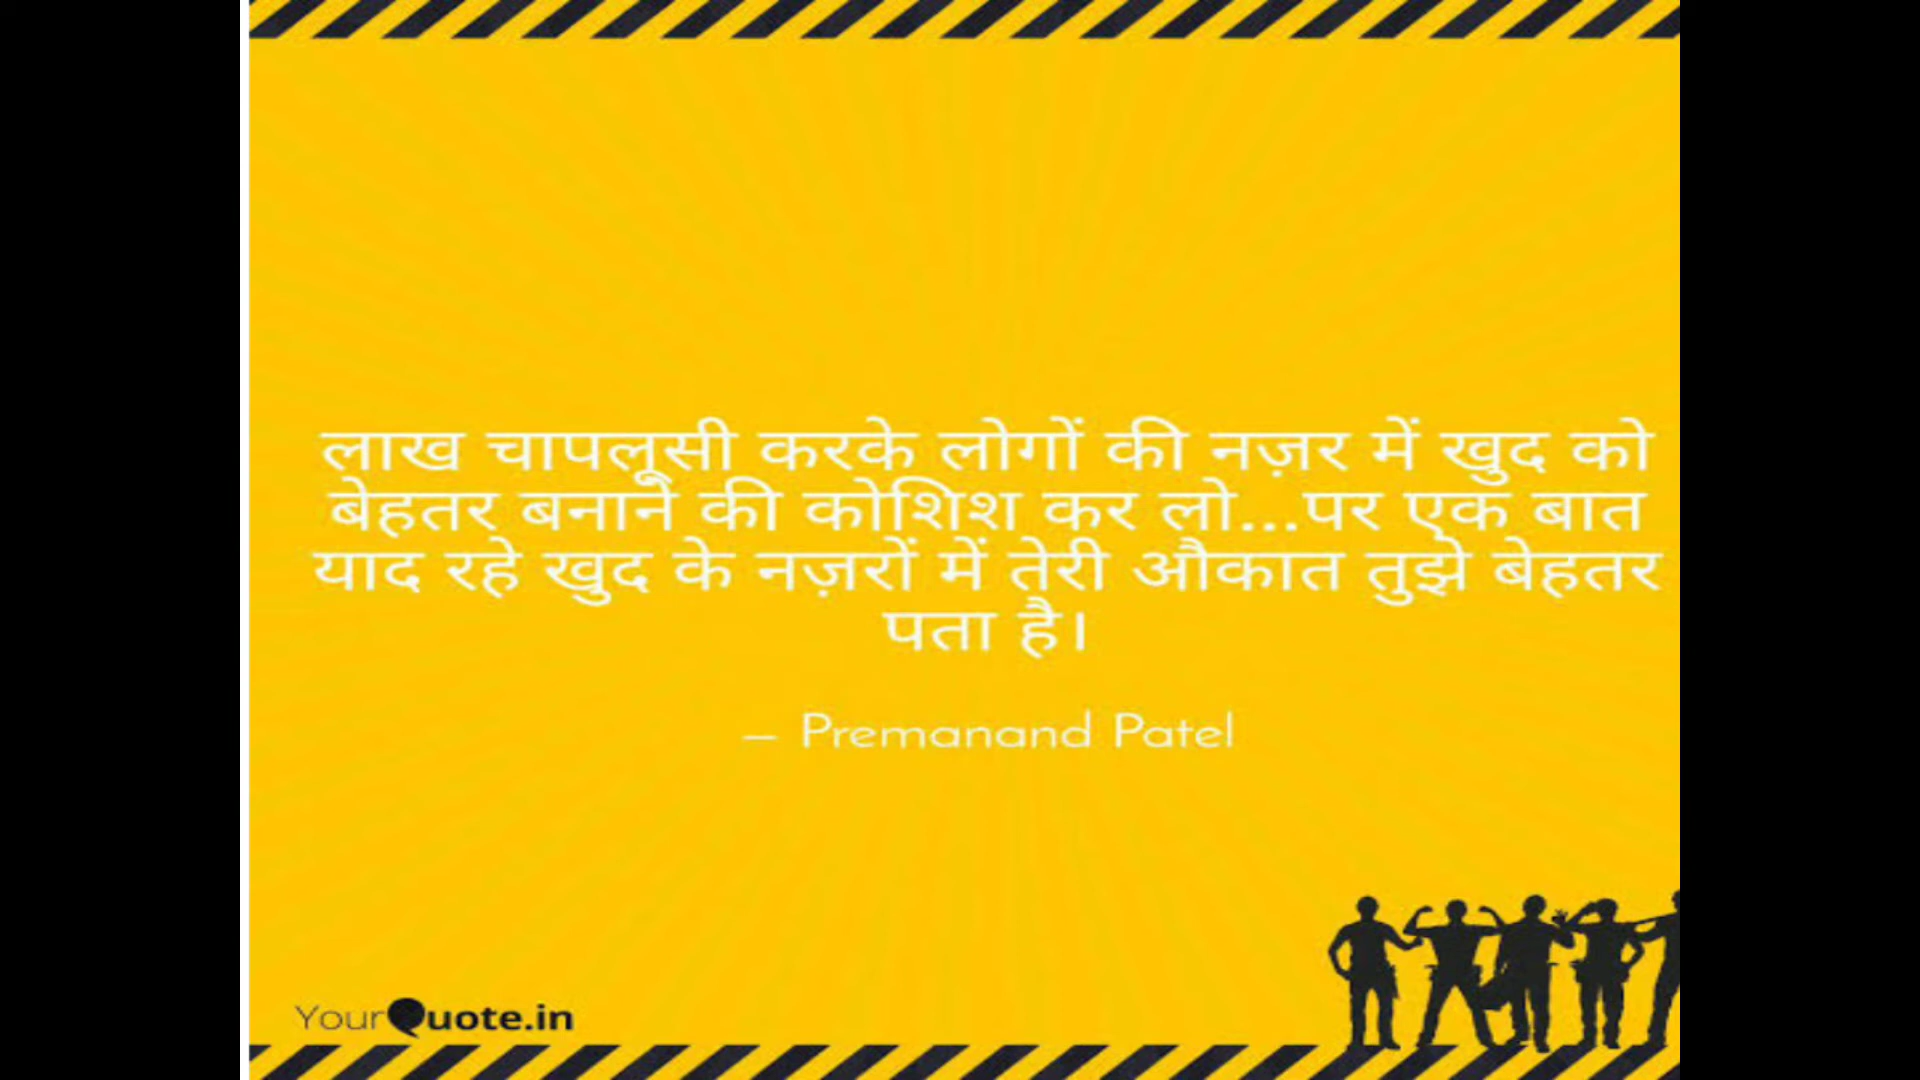 लाख चापलूसी करके लोगों की नज़र में खुद को
बेहतर बनाने की कोशिश कर लो...पर एक बात
याद रहे खुद के नज़रों में तेरी औकात तुझे बेहतर
पता है।
– Premanand Patel
YourQuote.in